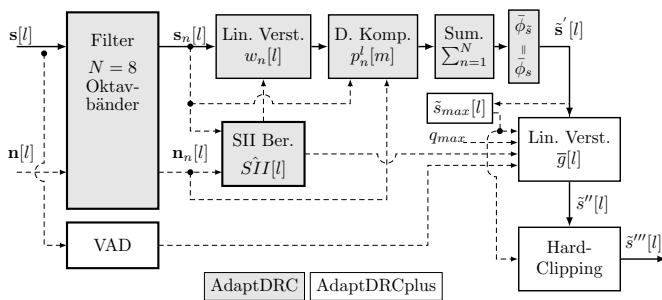 s[l]
Filter
N = 8
Oktav-
bänder
s_n[l]
Lin. Verst.
w_n[l]
D. Komp.
p_n^l[m]
Sum.
∑_{n=1}^N
ϕ̄_s̃
=
ϕ̄_s
s̃′[l]
s̃_max[l]
q_max
Lin. Verst.
g̅[l]
SII Ber.
SÎI[l]
n[l]
n_n[l]
VAD
s̃′′[l]
Hard-
Clipping
s̃′′′[l]
AdaptDRC
AdaptDRCplus